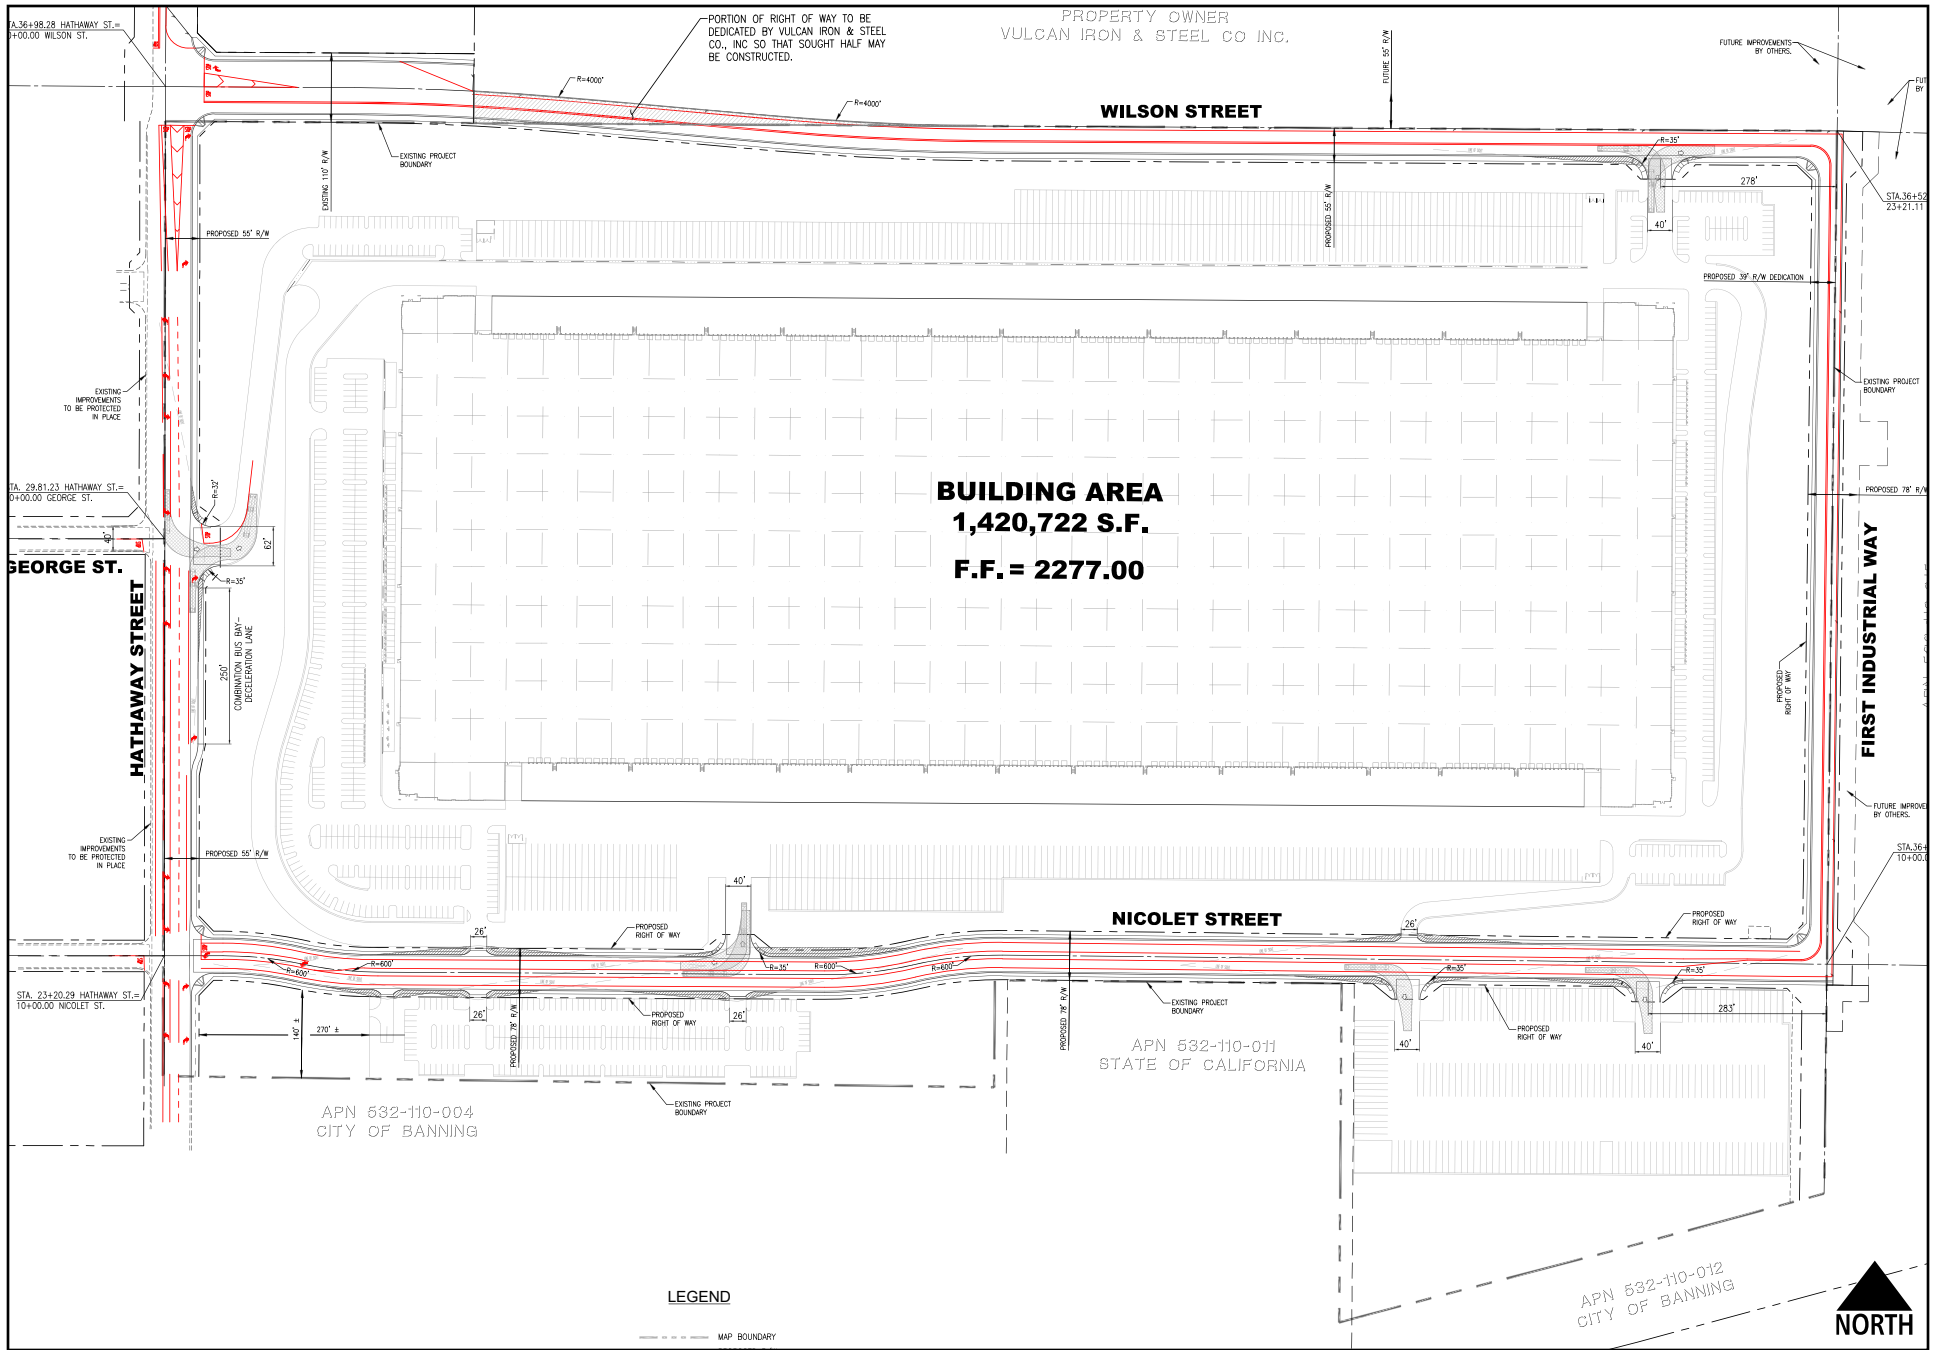 PROPERTY OWNER
VULCAN IRON & STEEL CO INC.
PORTION OF RIGHT OF WAY TO BE
DEDICATED BY VULCAN IRON & STEEL
CO., INC SO THAT SOUGHT HALF MAY
BE CONSTRUCTED.
TA.36+98.28 HATHAWAY ST.=
0+00.00 WILSON ST.
FUTURE IMPROVEMENTS
BY OTHERS.
FUTURE 55' R/W
R=4000'
R=4000'
WILSON STREET
EXISTING PROJECT
BOUNDARY
EXISTING 110' R/W
PROPOSED 55' R/W
R=35'
278'
40'
STA.36+52
23+21.11
PROPOSED 55' R/W
PROPOSED 39' R/W DEDICATION
EXISTING
IMPROVEMENTS
TO BE PROTECTED
IN PLACE
EXISTING PROJECT
BOUNDARY
TA. 29.81.23 HATHAWAY ST.=
0+00.00 GEORGE ST.
R=32'
40'
62'
R=35'
GEORGE ST.
HATHAWAY STREET
250'
COMBINATION BUS BAY-
DECELERATION LANE
BUILDING AREA
1,420,722 S.F.
F.F. = 2277.00
PROPOSED 78' R/W
FIRST INDUSTRIAL WAY
PROPOSED
RIGHT OF WAY
FUTURE IMPROVE
BY OTHERS.
EXISTING
IMPROVEMENTS
TO BE PROTECTED
IN PLACE
PROPOSED 55' R/W
STA.36+
10+00.0
40'
26'
PROPOSED
RIGHT OF WAY
NICOLET STREET
26'
PROPOSED
RIGHT OF WAY
R=600'
R=600'
R=35'
R=600'
R=600'
R=35'
R=35'
STA. 23+20.29 HATHAWAY ST.=
10+00.00 NICOLET ST.
140' ±
270' ±
26'
PROPOSED 78' R/W
PROPOSED
RIGHT OF WAY
26'
PROPOSED 78' R/W
EXISTING PROJECT
BOUNDARY
40'
PROPOSED
RIGHT OF WAY
40'
283'
APN 532-110-011
STATE OF CALIFORNIA
EXISTING PROJECT
BOUNDARY
APN 532-110-004
CITY OF BANNING
APN 532-110-012
CITY OF BANNING
LEGEND
MAP BOUNDARY
NORTH